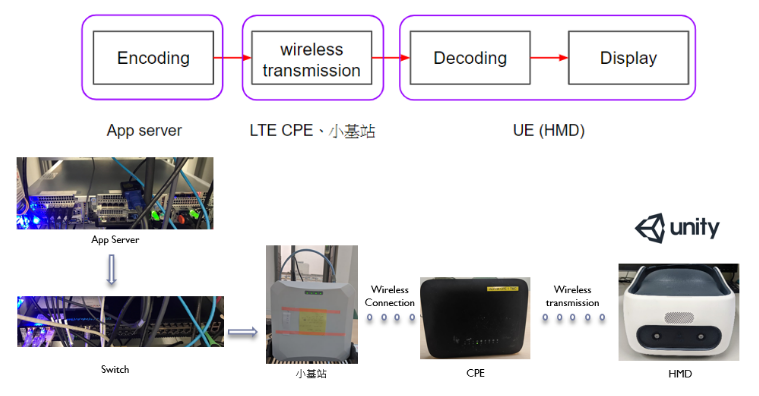 Encoding
wireless
transmission
Decoding
Display
App server
LTE CPE、小基站
UE (HMD)
unity
App Server
Wireless
Connection
Wireless
transmission
Switch
小基站
CPE
HMD